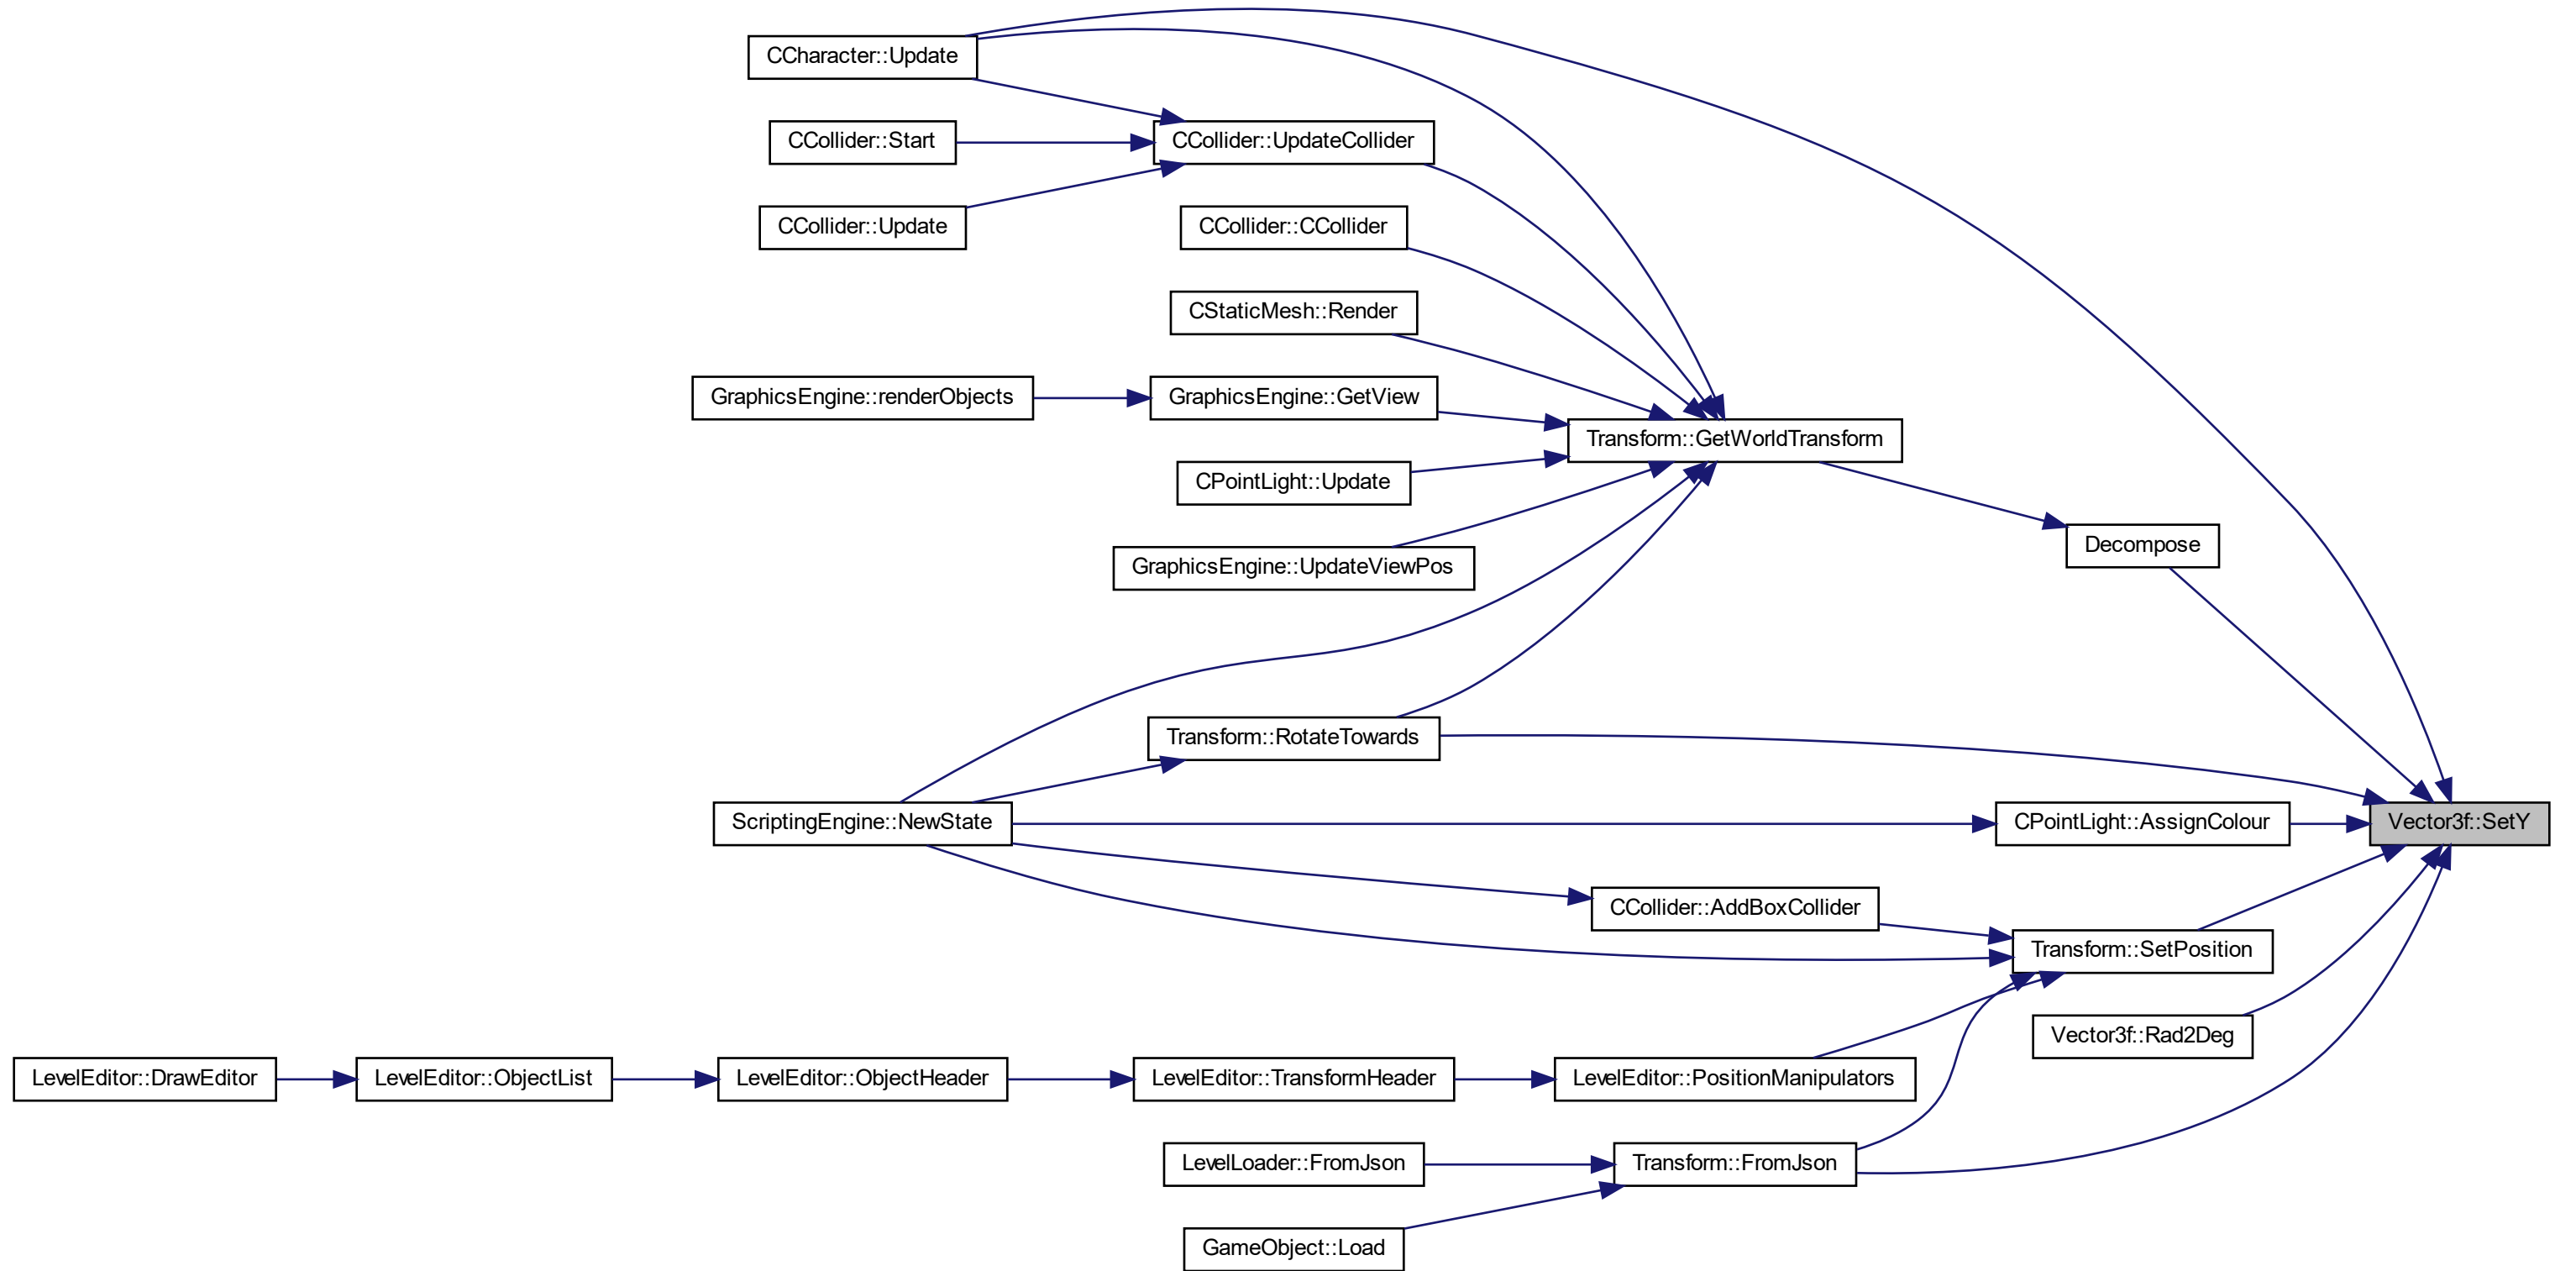 CCharacter::Update
CCollider::Start
CCollider::UpdateCollider
CCollider::Update
CCollider::CCollider
CStaticMesh::Render
GraphicsEngine::renderObjects
GraphicsEngine::GetView
Transform::GetWorldTransform
CPointLight::Update
Decompose
GraphicsEngine::UpdateViewPos
Transform::RotateTowards
ScriptingEngine::NewState
CPointLight::AssignColour
Vector3f::SetY
CCollider::AddBoxCollider
Transform::SetPosition
Vector3f::Rad2Deg
LevelEditor::DrawEditor
LevelEditor::ObjectList
LevelEditor::ObjectHeader
LevelEditor::TransformHeader
LevelEditor::PositionManipulators
LevelLoader::FromJson
Transform::FromJson
GameObject::Load